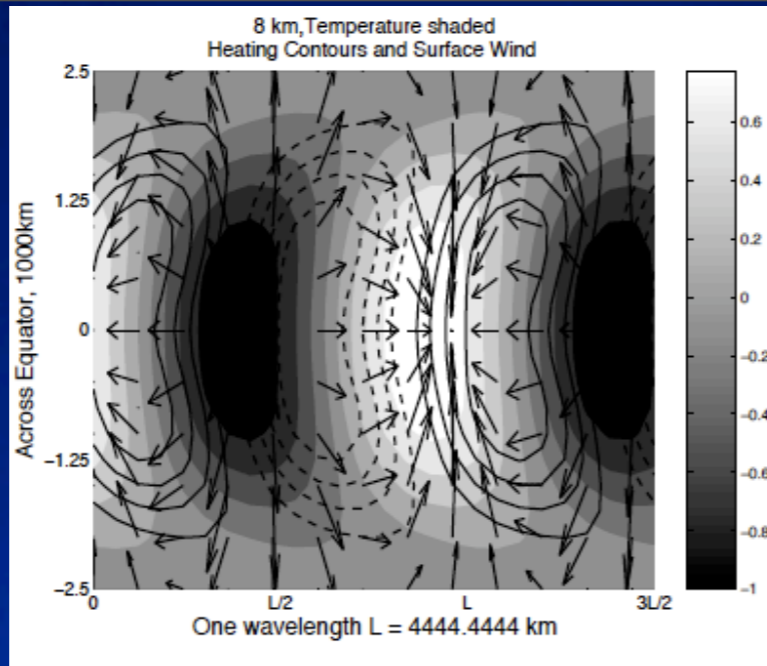 8 km,Temperature shaded
Heating Contours and Surface Wind
Across Equator, 1000km
2.5
1.25
0
−1.25
−2.5
0 L/2 L 3L/2
One wavelength L = 4444.4444 km
0.6
0.4
0.2
0
−0.2
−0.4
−0.6
−0.8
−1